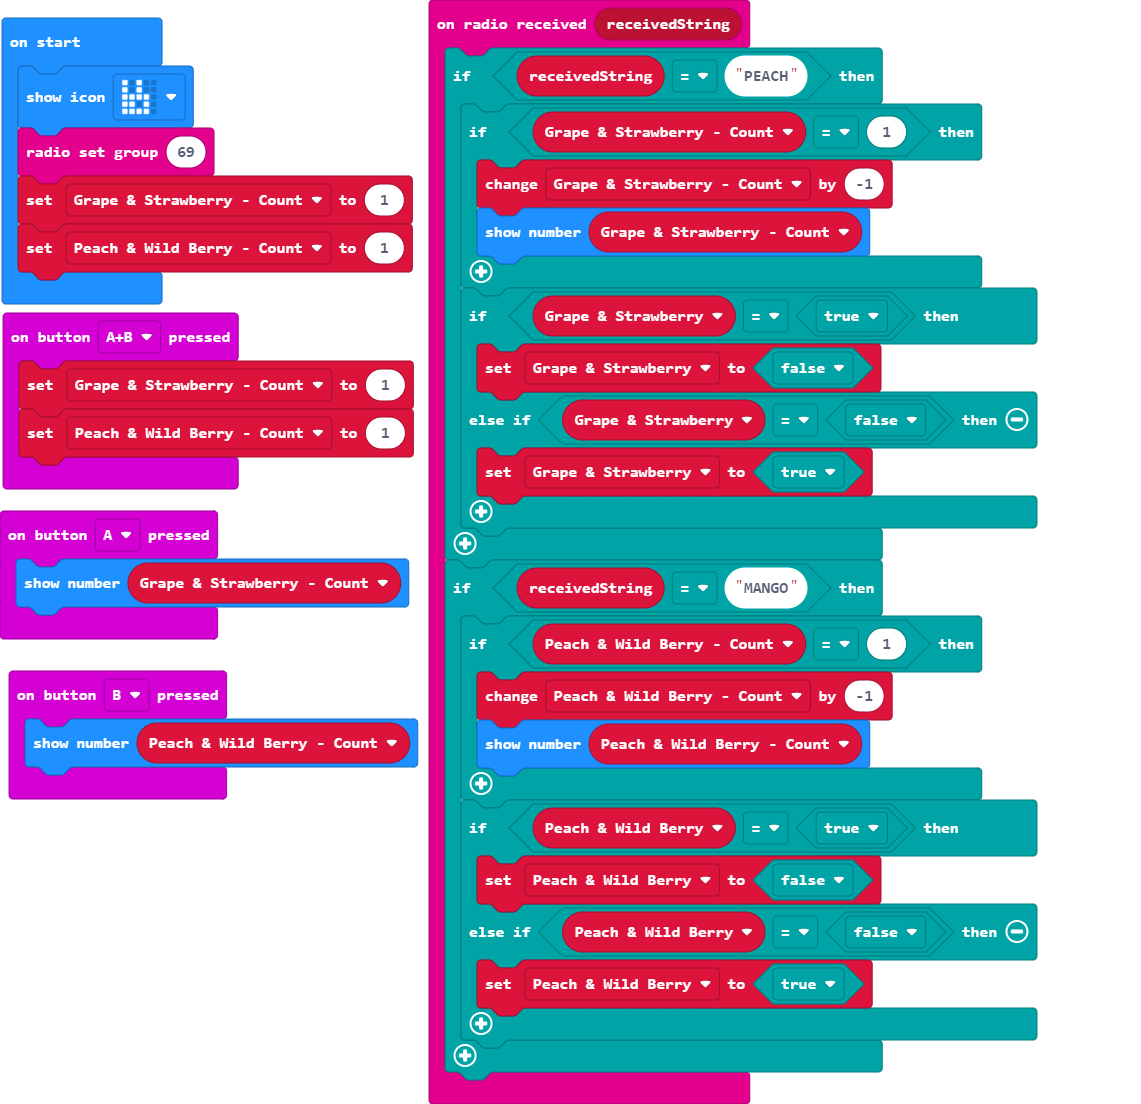 on start
show icon
radio set group 69
set Grape & Strawberry - Count to 1
set Peach & Wild Berry - Count to 1
on button A+B pressed
set Grape & Strawberry - Count to 1
set Peach & Wild Berry - Count to 1
on button A pressed
show number Grape & Strawberry - Count
on button B pressed
show number Peach & Wild Berry - Count
on radio received receivedString
if receivedString = "PEACH" then
if Grape & Strawberry - Count = 1 then
change Grape & Strawberry - Count by -1
show number Grape & Strawberry - Count
if Grape & Strawberry = true then
set Grape & Strawberry to false
else if Grape & Strawberry = false then
set Grape & Strawberry to true
if receivedString = "MANGO" then
if Peach & Wild Berry - Count = 1 then
change Peach & Wild Berry - Count by -1
show number Peach & Wild Berry - Count
if Peach & Wild Berry = true then
set Peach & Wild Berry to false
else if Peach & Wild Berry = false then
set Peach & Wild Berry to true